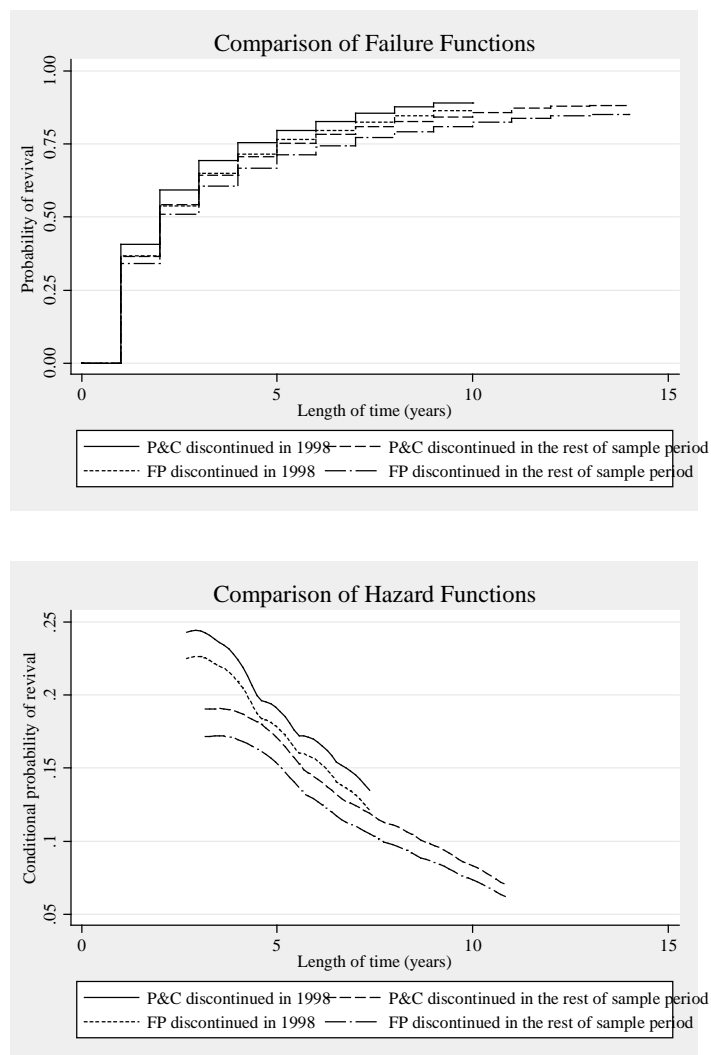 Comparison of Failure Functions
Probability of revival
1.00
0.75
0.50
0.25
0.00
0 5 10 15
Length of time (years)
P&C discontinued in 1998 P&C discontinued in the rest of sample period
FP discontinued in 1998 FP discontinued in the rest of sample period
Comparison of Hazard Functions
Conditional probability of revival
.25
.2
.15
.1
.05
0 5 10 15
Length of time (years)
P&C discontinued in 1998 P&C discontinued in the rest of sample period
FP discontinued in 1998 FP discontinued in the rest of sample period